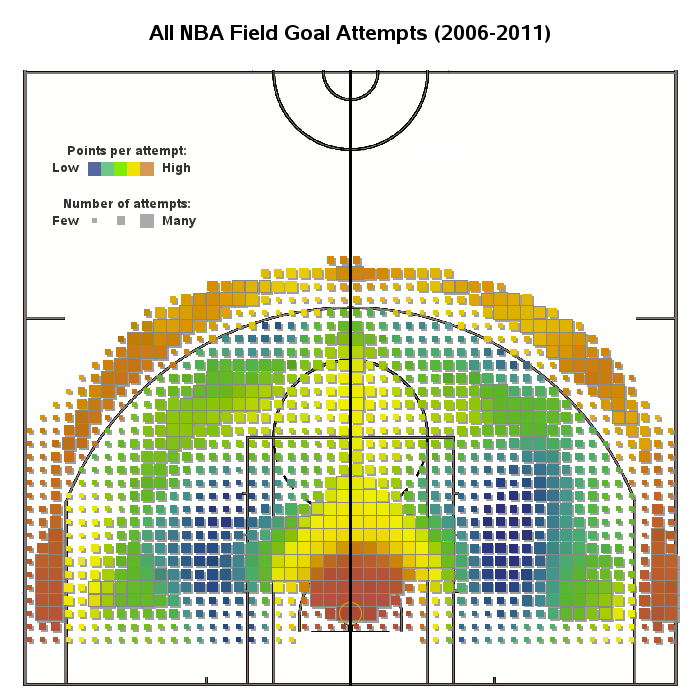 All NBA Field Goal Attempts (2006-2011)
Points per attempt:
Low High
Number of attempts:
Few Many